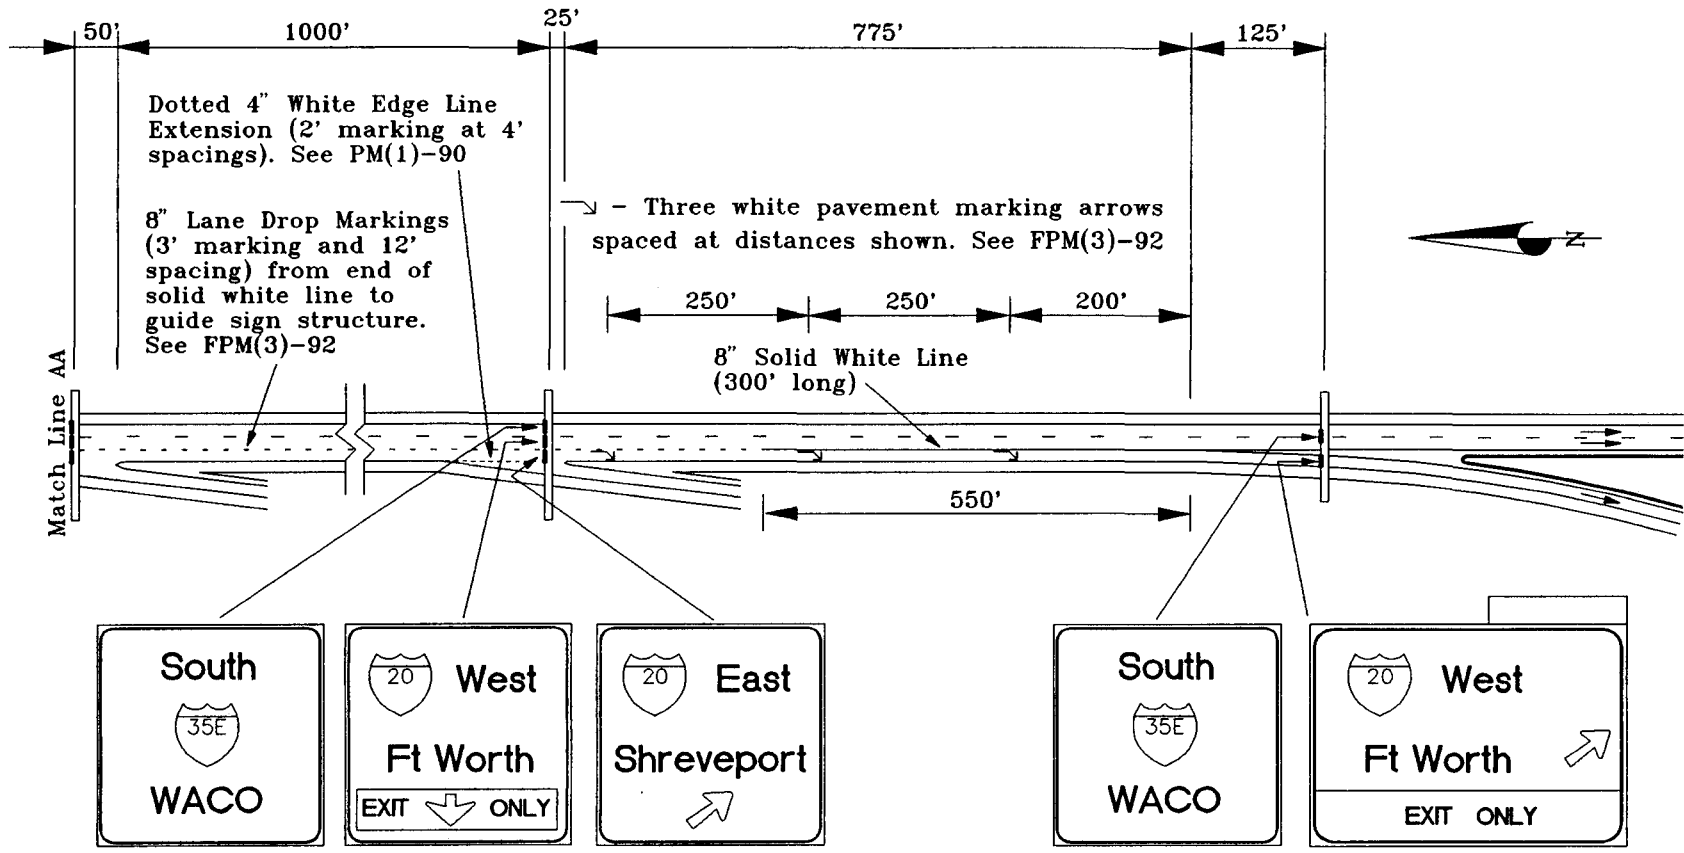 50'
1000'
25'
775'
125'
Dotted 4" White Edge Line
Extension (2' marking at 4'
spacings). See PM(1)-90
8" Lane Drop Markings
(3' marking and 12'
spacing) from end of
solid white line to
guide sign structure.
See FPM(3)-92
- Three white pavement marking arrows
spaced at distances shown. See FPM(3)-92
N
250'
250'
200'
8" Solid White Line
(300' long)
Match Line AA
550'
South
35E
WACO
20 West
Ft Worth
EXIT ONLY
20 East
Shreveport
South
35E
WACO
20 West
Ft Worth
EXIT ONLY